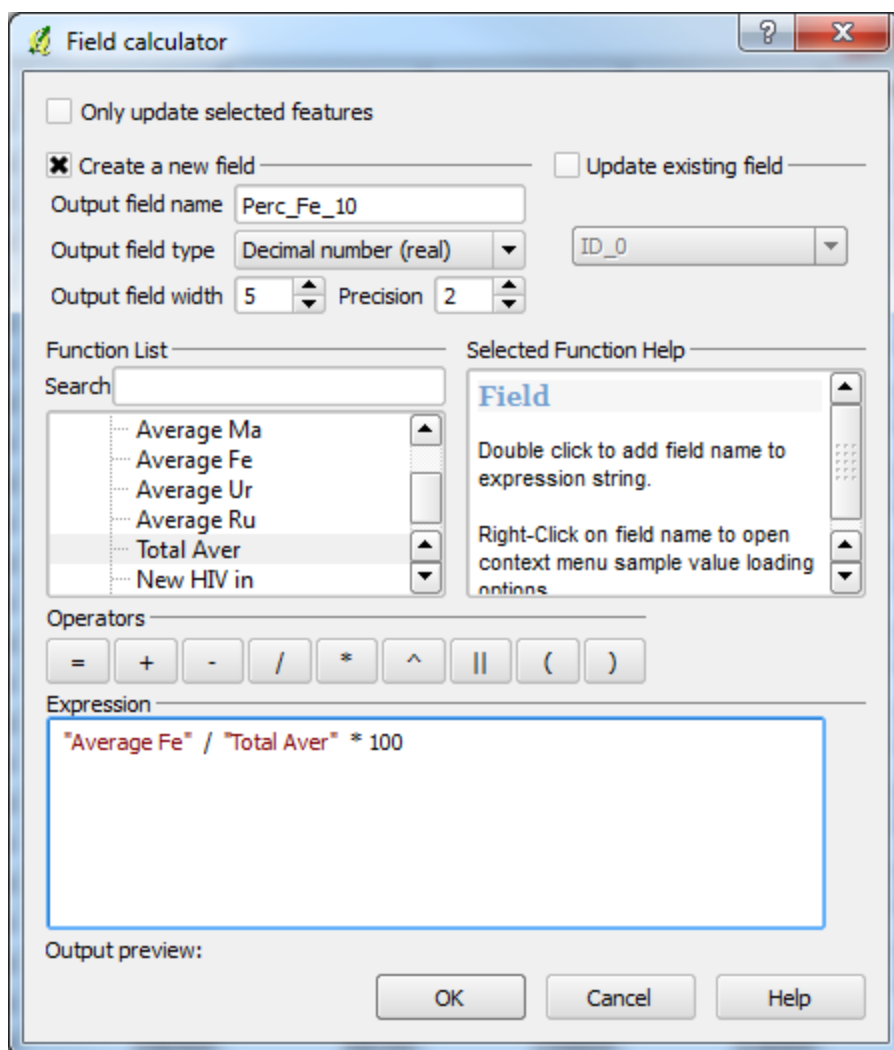 Field calculator
Only update selected features
Create a new field
Update existing field
Output field name Perc_Fe_10
Output field type Decimal number (real)
ID_0
Output field width 5 Precision 2
Function List
Selected Function Help
Search
Field
Average Ma
Average Fe
Average Ur
Average Ru
Total Aver
New HIV in
Double click to add field name to
expression string.
Right-Click on field name to open
context menu sample value loading
options
Operators
= + - / * ^ || ( )
Expression
"Average Fe" / "Total Aver" * 100
Output preview:
OK Cancel Help